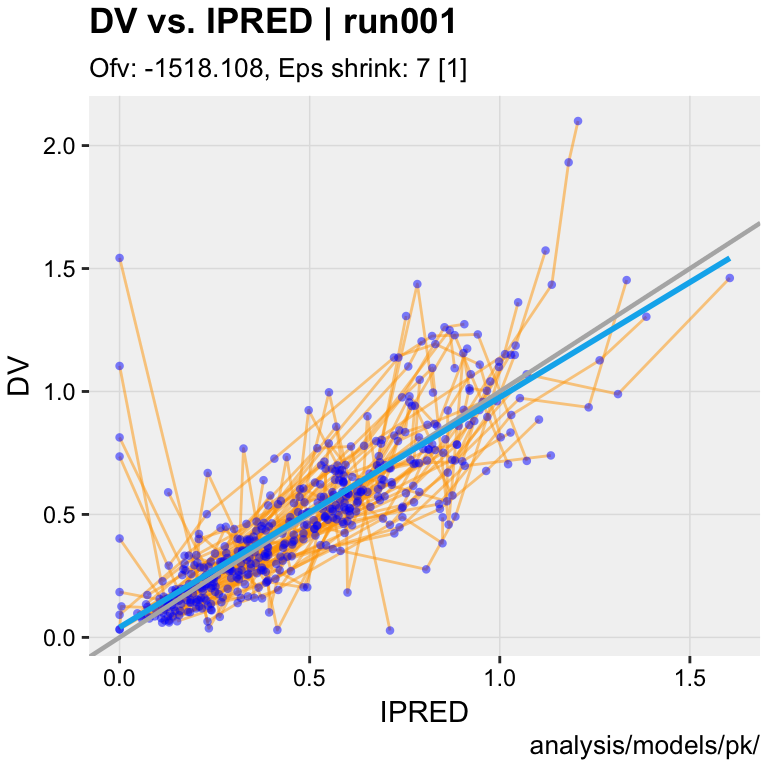 DV vs. IPRED | run001
Ofv: -1518.108, Eps shrink: 7 [1]
2.0
1.5
1.0
0.5
0.0
DV
0.0 0.5 1.0 1.5
IPRED
analysis/models/pk/